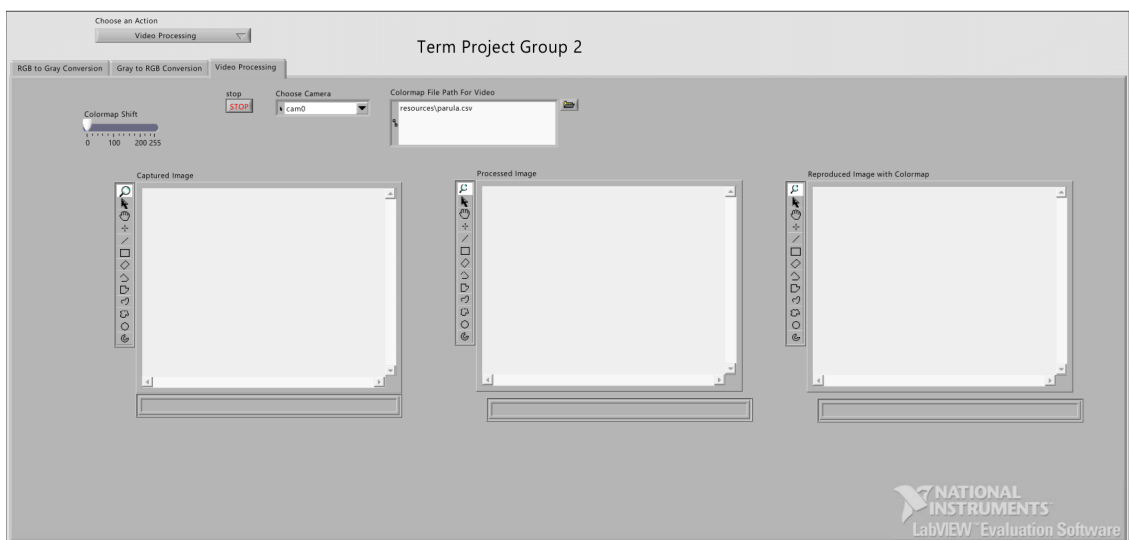 Choose an Action
Video Processing
Term Project Group 2
RGB to Gray Conversion Gray to RGB Conversion Video Processing
stop Choose Camera Colormap File Path For Video
STOP cam0 resources\parula.csv
Colormap Shift
0 100 200 255
Captured Image Processed Image Reproduced Image with Colormap
NATIONAL
INSTRUMENTS™
LabVIEW™ Evaluation Software